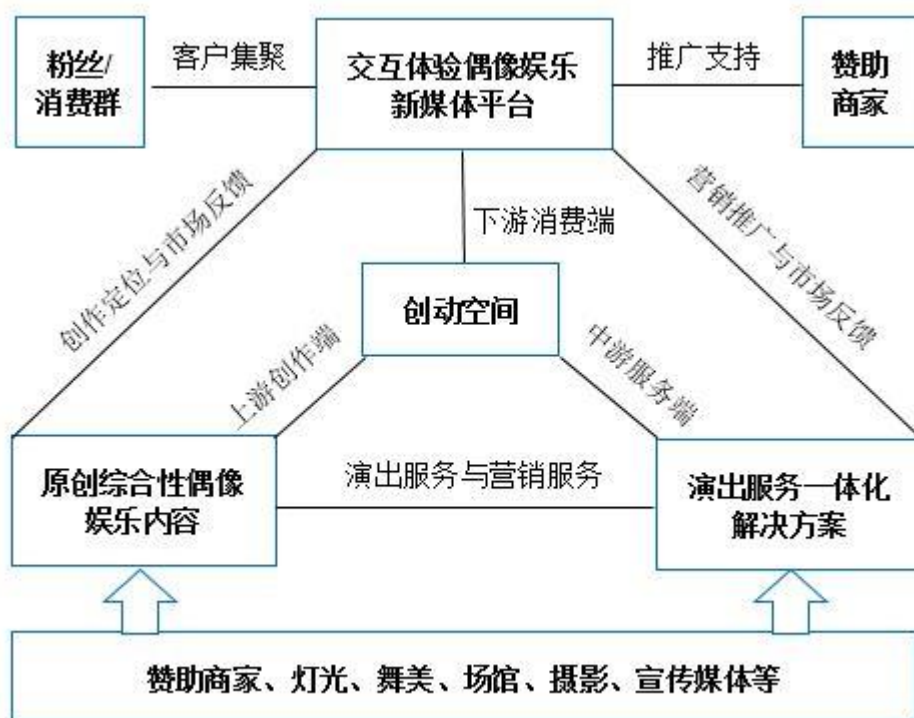 粉丝/
消费群
客户集聚
交互体验偶像娱乐
新媒体平台
推广支持
赞助
商家
创作定位与市场反馈
下游消费端
营销推广与市场反馈
创动空间
上游创作端
中游服务端
原创综合性偶像
娱乐内容
演出服务与营销服务
演出服务一体化
解决方案
赞助商家、灯光、舞美、场馆、摄影、宣传媒体等